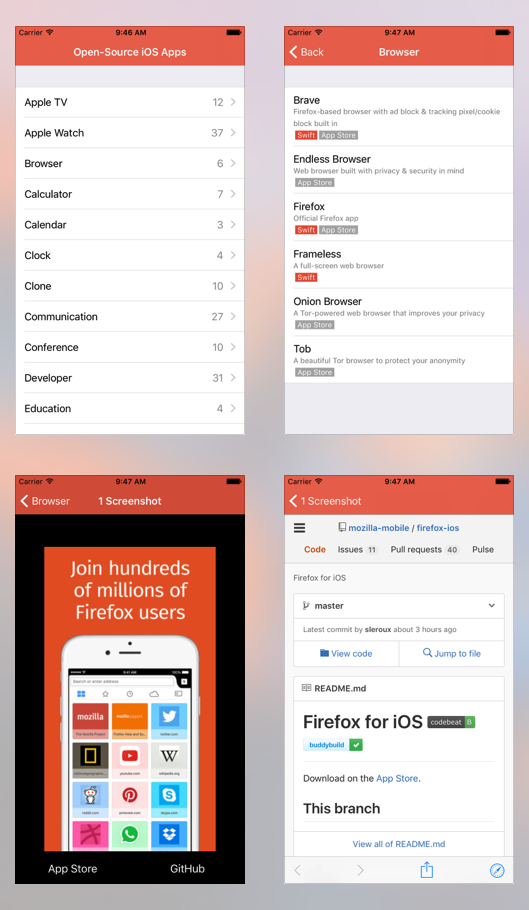 Carrier 9:46 AM
Open-Source iOS Apps
Apple TV 12
Apple Watch 37
Browser 6
Calculator 7
Calendar 3
Clock 4
Clone 10
Communication 27
Conference 10
Developer 31
Education 4
Carrier 9:47 AM
Back Browser
Brave
Firefox-based browser with ad block & tracking pixel/cookie
block built in
Swift App Store
Endless Browser
Web browser built with privacy & security in mind
App Store
Firefox
Official Firefox app
Swift App Store
Frameless
A full-screen web browser
Swift
Onion Browser
A Tor-powered web browser that improves your privacy
App Store
Tob
A beautiful Tor browser to protect your anonymity
App Store
Carrier 9:47 AM
Browser 1 Screenshot
Join hundreds
of millions of
Firefox users
9:41 AM
Search or enter address
mozilla
The Mozilla Project
twitter.com
youtube.com
W
wikipedia.org
reddit.com
pinterest.com
skype.com
App Store GitHub
Carrier 9:47 AM
1 Screenshot
mozilla-mobile / firefox-ios
Code Issues 11 Pull requests 40 Pulse
Firefox for iOS
master
Latest commit by sleroux about 3 hours ago
View code Jump to file
README.md
Firefox for iOS codebeat B
buddybuild
Download on the App Store.
This branch
View all of README.md